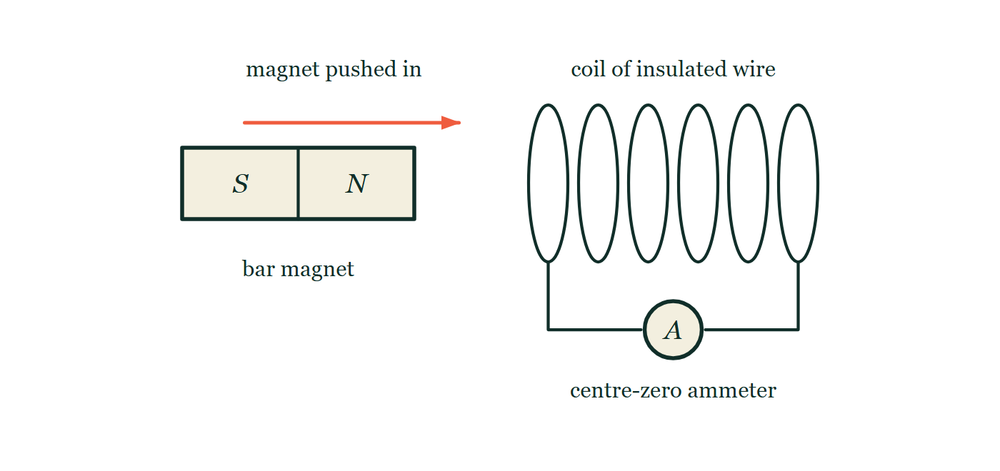 magnet pushed in
coil of insulated wire
S
N
bar magnet
A
centre-zero ammeter